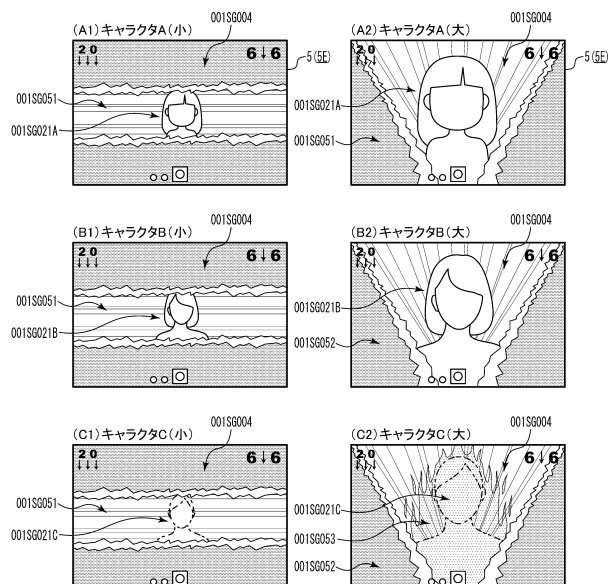 (A1)キャラクタA(小)
001SG004
20
↓↓↓
6↓6
5(5E)
001SG051
001SG021A
(A2)キャラクタA(大)
001SG004
20
↓↓↓
6↓6
5(5E)
001SG021A
001SG051
(B1)キャラクタB(小)
001SG004
20
↓↓↓
6↓6
001SG051
001SG021B
(B2)キャラクタB(大)
001SG004
20
↓↓↓
6↓6
001SG021B
001SG052
(C1)キャラクタC(小)
001SG004
20
↓↓↓
6↓6
001SG051
001SG021C
(C2)キャラクタC(大)
001SG004
20
↓↓↓
6↓6
001SG021C
001SG053
001SG052